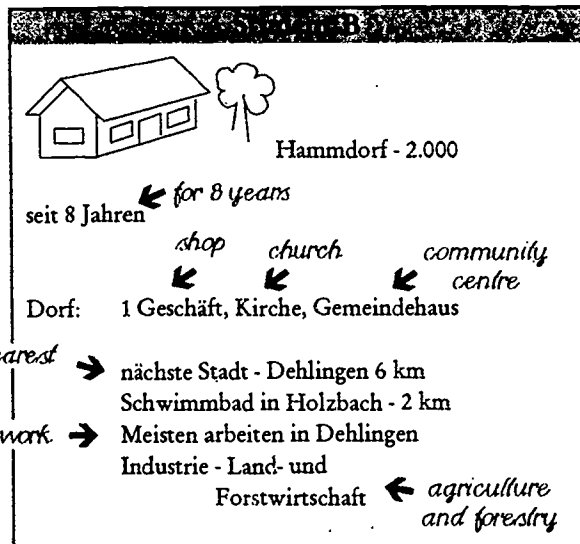 Hammdorf - 2.000
for 8 years
seit 8 Jahren
shop church community
centre
Dorf: 1 Geschäft, Kirche, Gemeindehaus
nächste Stadt - Dehlingen 6 km
Schwimmbad in Holzbach - 2 km
work Meisten arbeiten in Dehlingen
Industrie - Land- und
Forstwirtschaft agriculture
and forestry